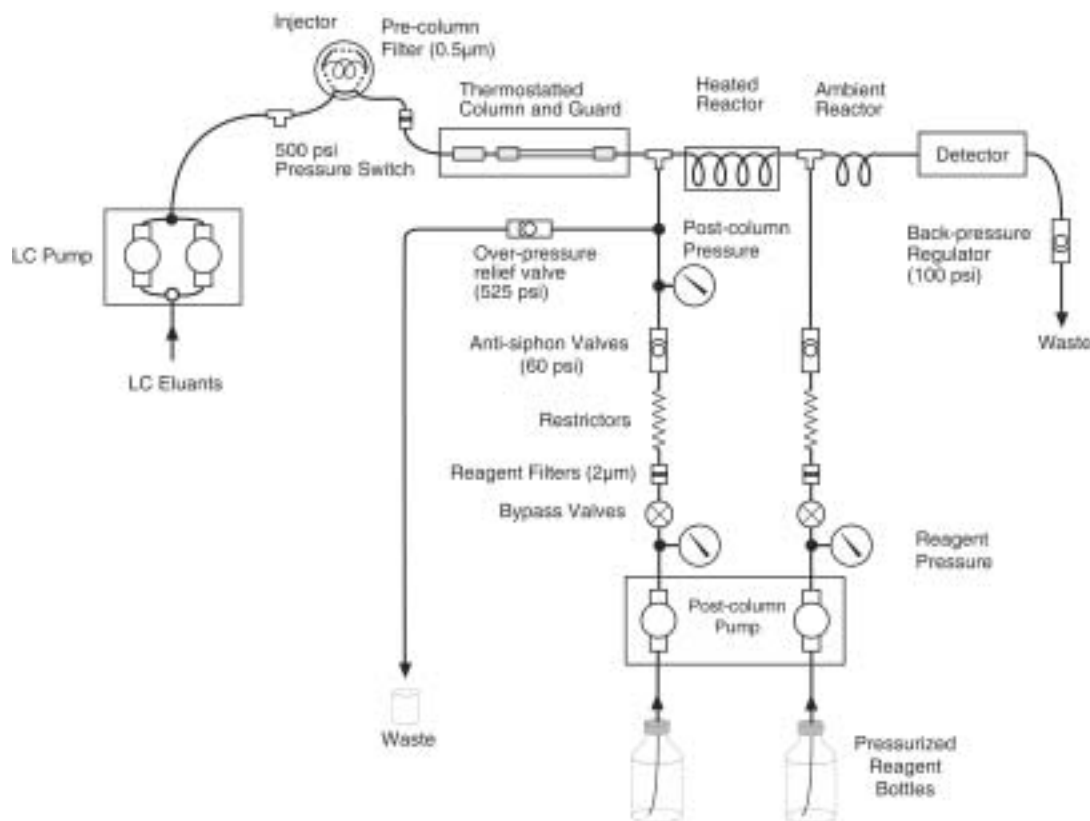 Injector
Pre-column
Filter (0.5µm)
Thermostatted
Column and Guard
Heated
Reactor
Ambient
Reactor
500 psi
Pressure Switch
Detector
LC Pump
Over-pressure
relief valve
(525 psi)
Post-column
Pressure
Back-pressure
Regulator
(100 psi)
Waste
LC Eluants
Anti-siphon Valves
(60 psi)
Restrictors
Reagent Filters (2µm)
Bypass Valves
Reagent
Pressure
Post-column
Pump
Waste
Pressurized
Reagent
Bottles